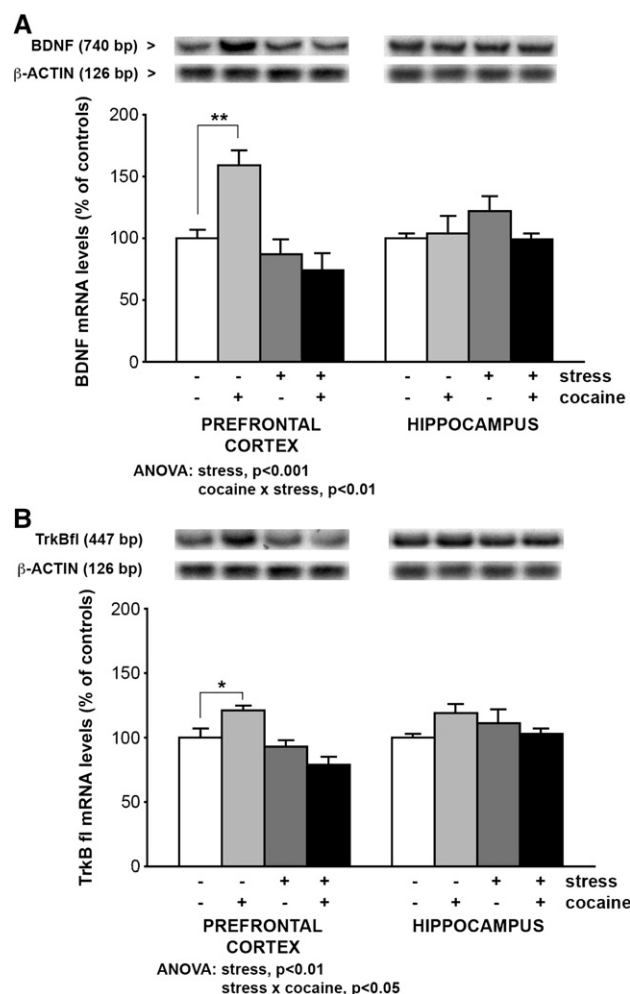 A
BDNF (740 bp) >
β-ACTIN (126 bp) >
BDNF mRNA levels (% of controls)
200
150
100
50
0
**
- - + + - - + + stress
- + - + - + - + cocaine
PREFRONTAL CORTEX
HIPPOCAMPUS
ANOVA: stress, p<0.001
cocaine x stress, p<0.01
B
TrkBfl (447 bp)
β-ACTIN (126 bp)
TrkB fl mRNA levels (% of controls)
200
150
100
50
0
*
- - + + - - + + stress
- + - + - + - + cocaine
PREFRONTAL CORTEX
HIPPOCAMPUS
ANOVA: stress, p<0.01
stress x cocaine, p<0.05